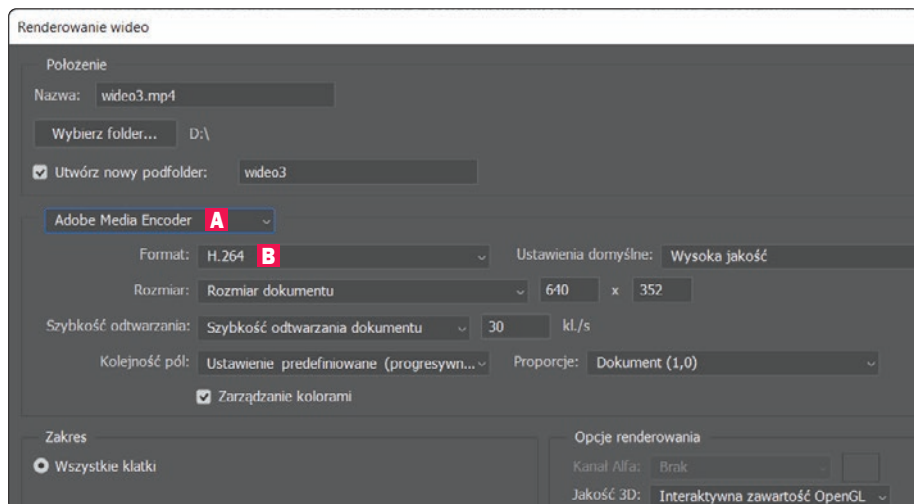 Renderowanie wideo
Położenie
Nazwa: wideo3.mp4
Wybierz folder... D:\
Utwórz nowy podfolder: wideo3
Adobe Media Encoder A
Format: H.264 B Ustawienia domyślne: Wysoka jakość
Rozmiar: Rozmiar dokumentu 640 x 352
Szybkość odtwarzania: Szybkość odtwarzania dokumentu 30 kl./s
Kolejność pól: Ustawienie predefiniowane (progresywn... Proporcje: Dokument (1,0)
Zarządzanie kolorami
Zakres Opcje renderowania
Wszystkie klatki Kanał Alfa: Brak
Jakość 3D: Interaktywna zawartość OpenGL